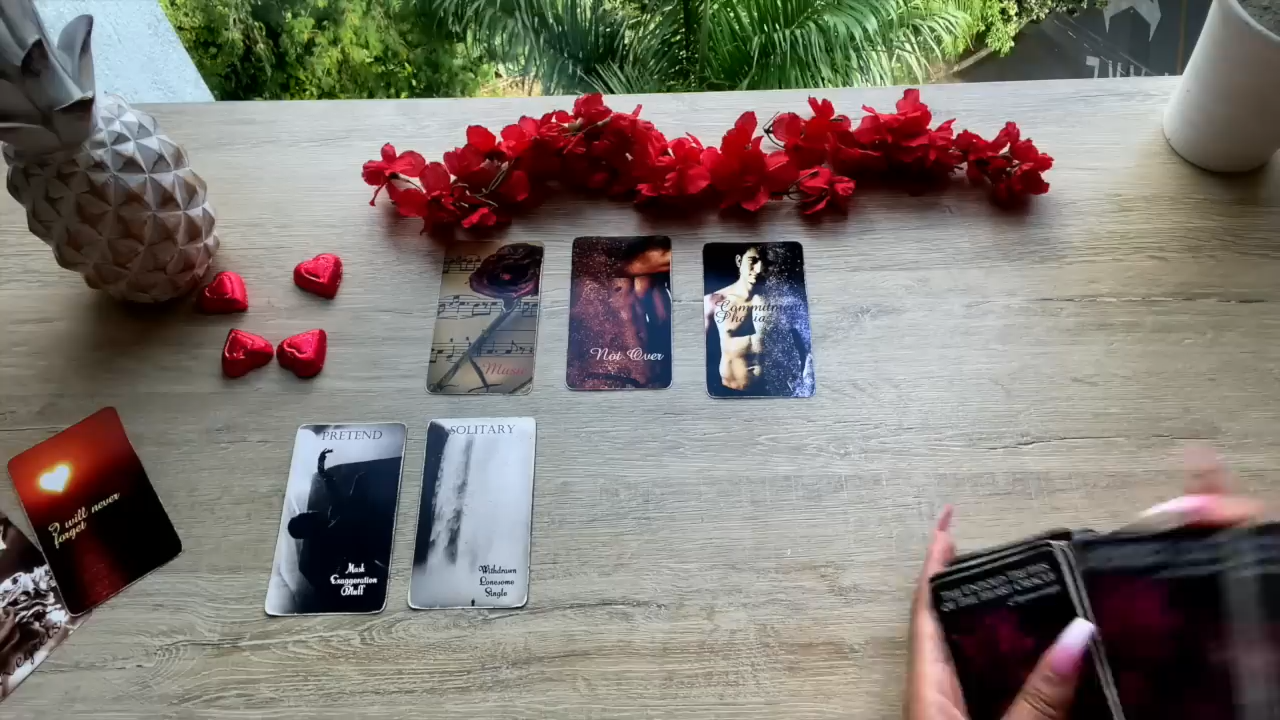 Music
Not Over
Commitment
Phobia
PRETEND
Mask
Exaggeration
Bluff
SOLITARY
Withdrawn
Lonesome
Single
I will never
forget